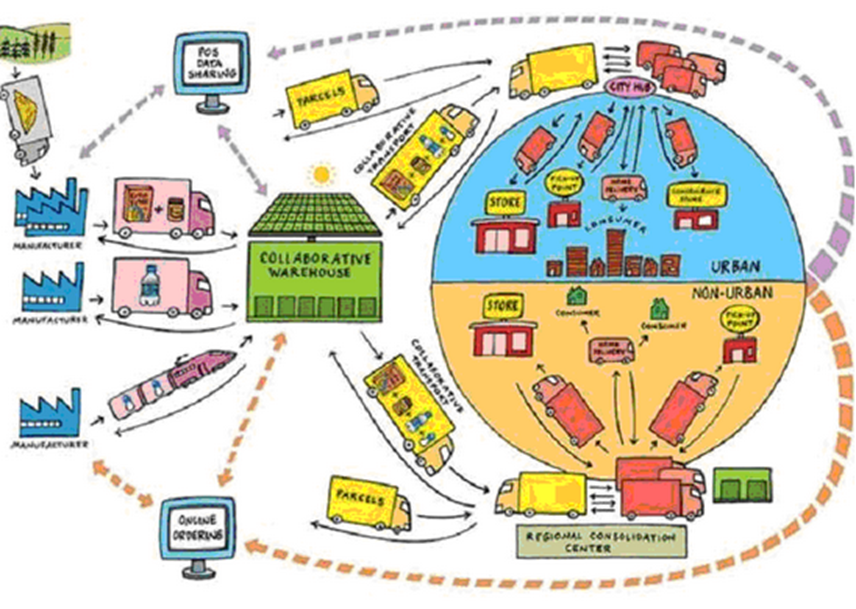 POS
DATA
SHARING
PARCELS
COLLABORATIVE
TRANSPORT
CITY HUB
MANUFACTURER
COLLABORATIVE
WAREHOUSE
MANUFACTURER
MANUFACTURER
STORE
PICK-UP
POINT
HOME
DELIVERY
CONVENIENCE
STORE
CONSUMER
URBAN
NON-URBAN
STORE
CONSUMER
CONSUMER
PICK-UP
POINT
HOME
DELIVERY
COLLABORATIVE
TRANSPORT
ONLINE
ORDERING
PARCELS
REGIONAL CONSOLIDATION
CENTER